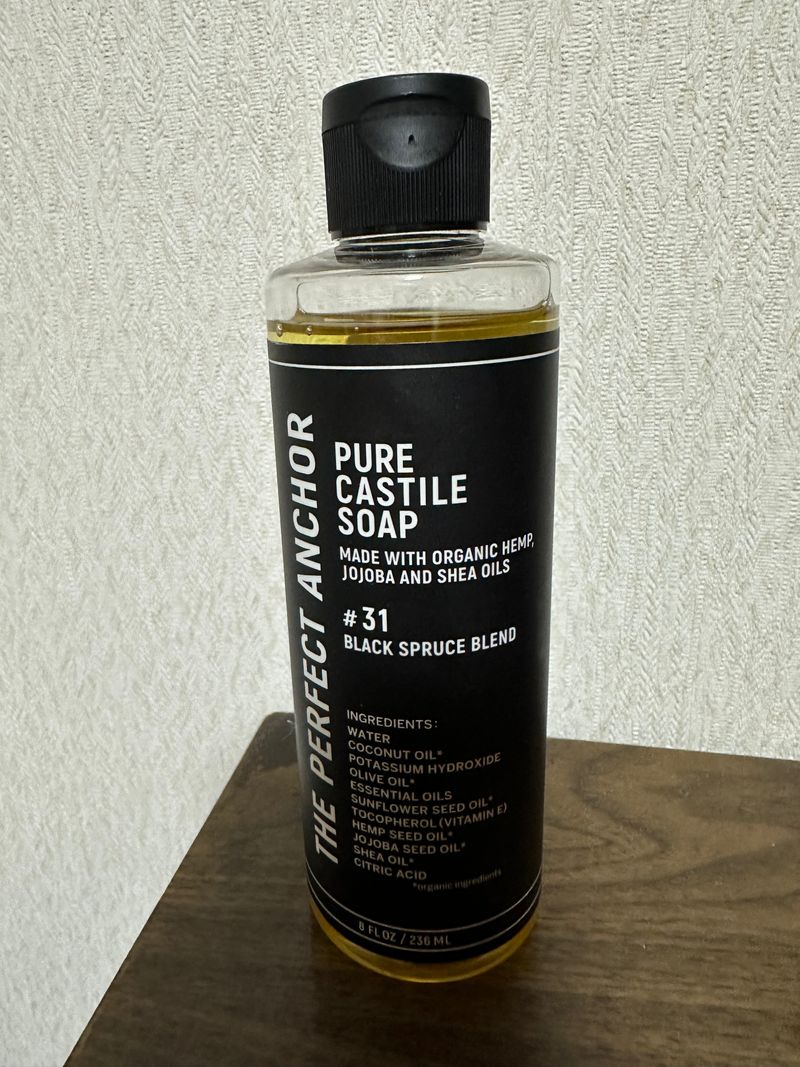 THE PERFECT ANCHOR
PURE
CASTILE
SOAP
MADE WITH ORGANIC HEMP,
JOJOBA AND SHEA OILS
#31
BLACK SPRUCE BLEND
INGREDIENTS:
WATER
COCONUT OIL*
POTASSIUM HYDROXIDE
OLIVE OIL*
ESSENTIAL OILS
SUNFLOWER SEED OIL*
TOCOPHEROL (VITAMIN E)
HEMP SEED OIL*
JOJOBA SEED OIL*
SHEA OIL*
CITRIC ACID
*organic ingredients
8 FL OZ / 236 ML